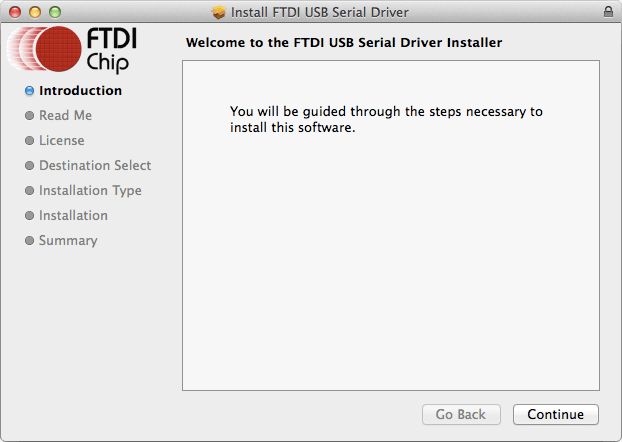 Install FTDI USB Serial Driver
FTDI
Chip
Welcome to the FTDI USB Serial Driver Installer
Introduction
Read Me
License
Destination Select
Installation Type
Installation
Summary
You will be guided through the steps necessary to
install this software.
Go Back
Continue